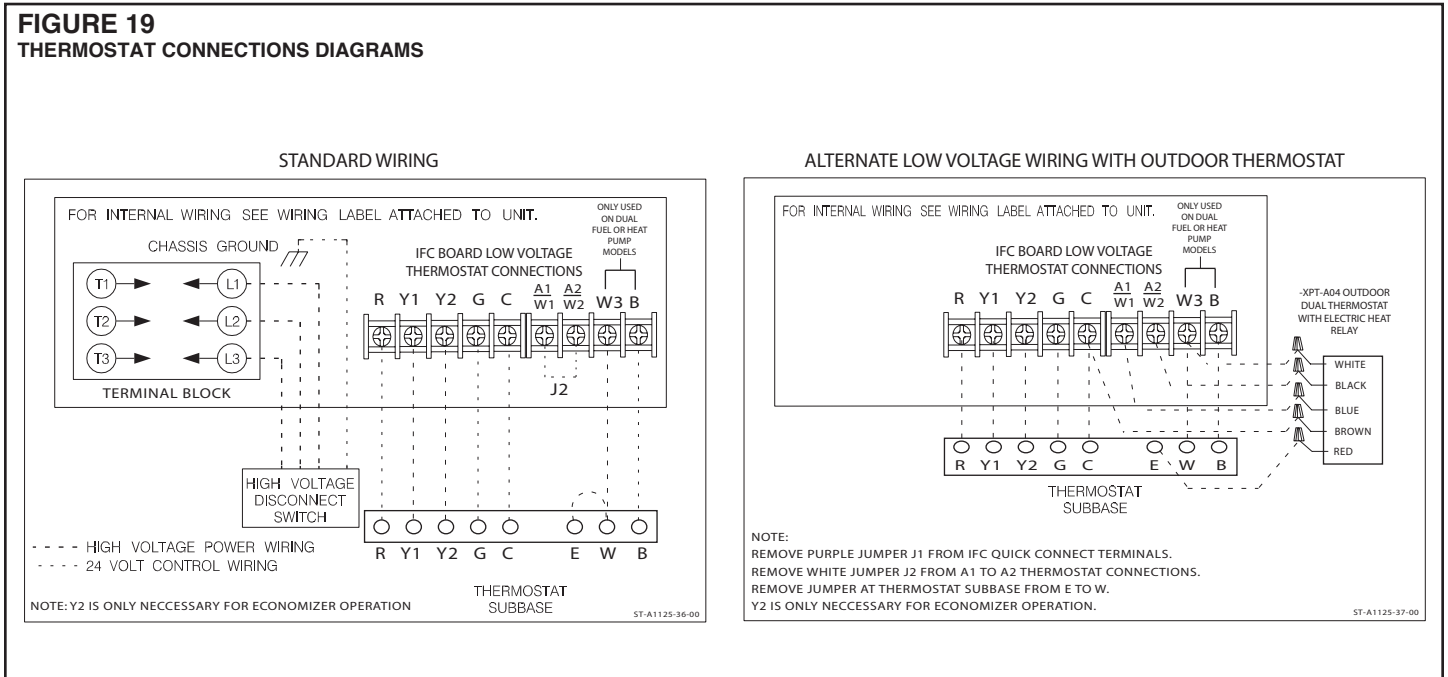 FIGURE 19
THERMOSTAT CONNECTIONS DIAGRAMS
STANDARD WIRING
FOR INTERNAL WIRING SEE WIRING LABEL ATTACHED TO UNIT.
ONLY USED
ON DUAL
FUEL OR HEAT
PUMP
MODELS
CHASSIS GROUND
IFC BOARD LOW VOLTAGE
THERMOSTAT CONNECTIONS
T1 L1
T2 L2
T3 L3
TERMINAL BLOCK
R Y1 Y2 G C A1 W1 A2 W2 W3 B
J2
HIGH VOLTAGE
DISCONNECT
SWITCH
R Y1 Y2 G C E W B
THERMOSTAT
SUBBASE
- - - - HIGH VOLTAGE POWER WIRING
- - - - 24 VOLT CONTROL WIRING
NOTE: Y2 IS ONLY NECCESSARY FOR ECONOMIZER OPERATION
ST-A1125-36-00
ALTERNATE LOW VOLTAGE WIRING WITH OUTDOOR THERMOSTAT
FOR INTERNAL WIRING SEE WIRING LABEL ATTACHED TO UNIT.
ONLY USED
ON DUAL
FUEL OR HEAT
PUMP
MODELS
IFC BOARD LOW VOLTAGE
THERMOSTAT CONNECTIONS
R Y1 Y2 G C A1 W1 A2 W2 W3 B
-XPT-A04 OUTDOOR
DUAL THERMOSTAT
WITH ELECTRIC HEAT
RELAY
WHITE
BLACK
BLUE
BROWN
RED
R Y1 Y2 G C E W B
THERMOSTAT
SUBBASE
NOTE:
REMOVE PURPLE JUMPER J1 FROM IFC QUICK CONNECT TERMINALS.
REMOVE WHITE JUMPER J2 FROM A1 TO A2 THERMOSTAT CONNECTIONS.
REMOVE JUMPER AT THERMOSTAT SUBBASE FROM E TO W.
Y2 IS ONLY NECCESSARY FOR ECONOMIZER OPERATION.
ST-A1125-37-00